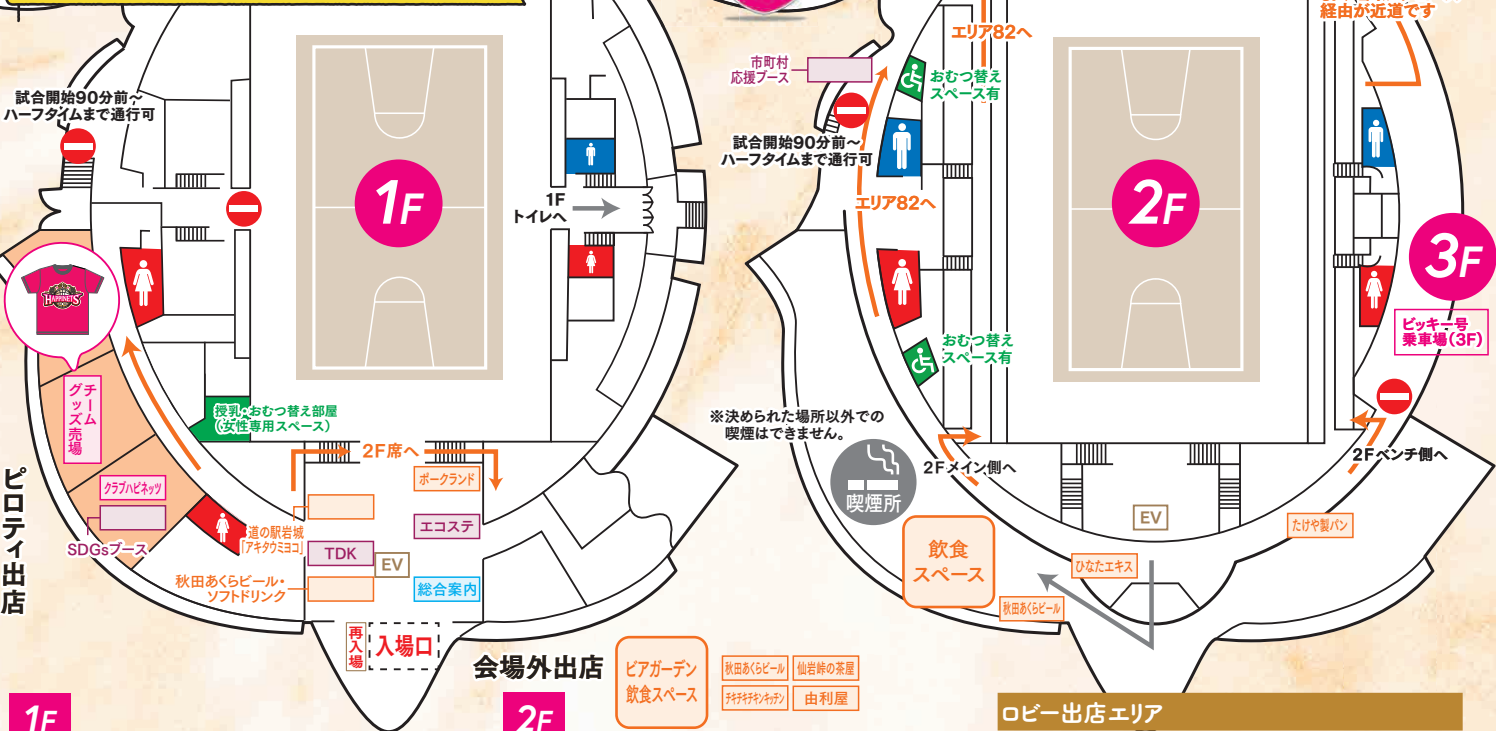 試合開始90分前〜
ハーフタイムまで通行可
1F
1F
トイレへ
HAPPINETS
チーム
グッズ売場
授乳・おむつ替え部屋
(女性専用スペース)
2F席へ
ポークランド
クラブハピネッツ
SDGsブース
道の駅岩城
「アキタウミヨコ」
エコステ
TDK
EV
秋田あくらビール・
ソフトドリンク
総合案内
再入場
入場口
ピロティ出店
会場外出店
ビアガーデン
飲食スペース
秋田あくらビール
仙岩峠の茶屋
チキチキチキンキッチン
由利屋
1F
2F
経由が近道です
エリア82へ
市町村
応援ブース
おむつ替え
スペース有
試合開始90分前〜
ハーフタイムまで通行可
エリア82へ
2F
3F
ビッキー号
乗車場(3F)
おむつ替え
スペース有
※決められた場所以外での
喫煙はできません。
喫煙所
2Fメイン側へ
2Fベンチ側へ
EV
たけや製パン
飲食
スペース
ひなたエキス
秋田あくらビール
ロビー出店エリア